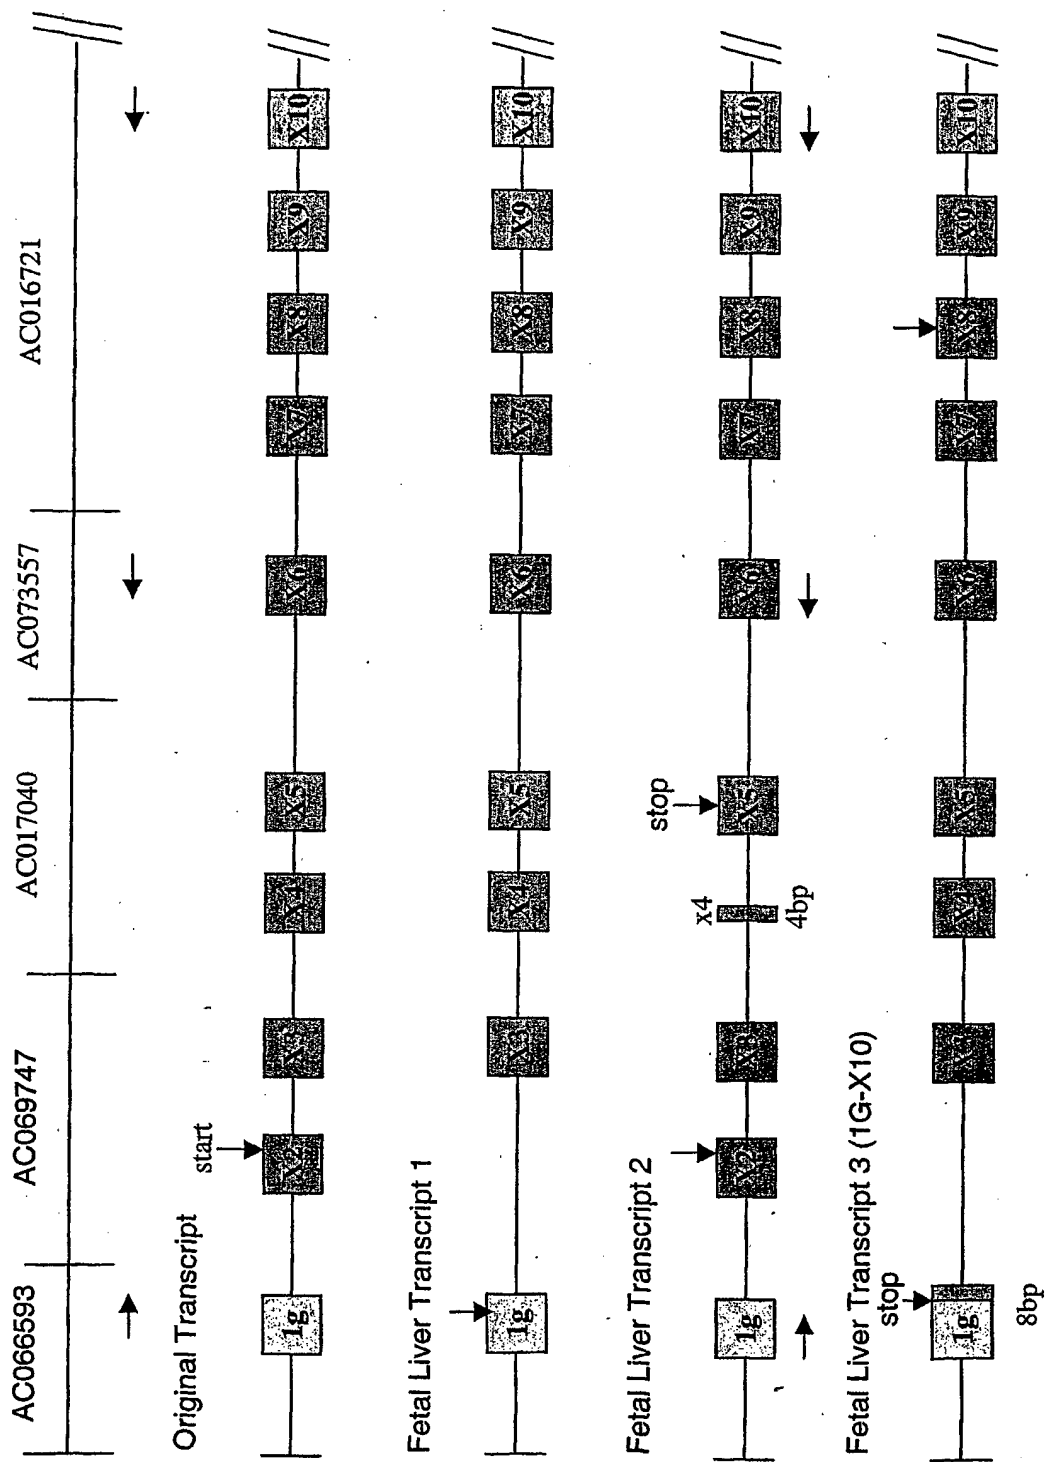 AC066593 AC069747 AC017040 AC073557 AC016721
Original Transcript
start
1g X2 X3 X4 X5 X6 X7 X8 X9 X10
Fetal Liver Transcript 1
1g X3 X4 X5 X6 X7 X8 X9 X10
Fetal Liver Transcript 2
stop
x4
1g X2 X3 X5 X6 X7 X8 X9 X10
4bp
Fetal Liver Transcript 3 (1G-X10)
stop
1g X3 X4 X5 X6 X7 X8 X9 X10
8bp